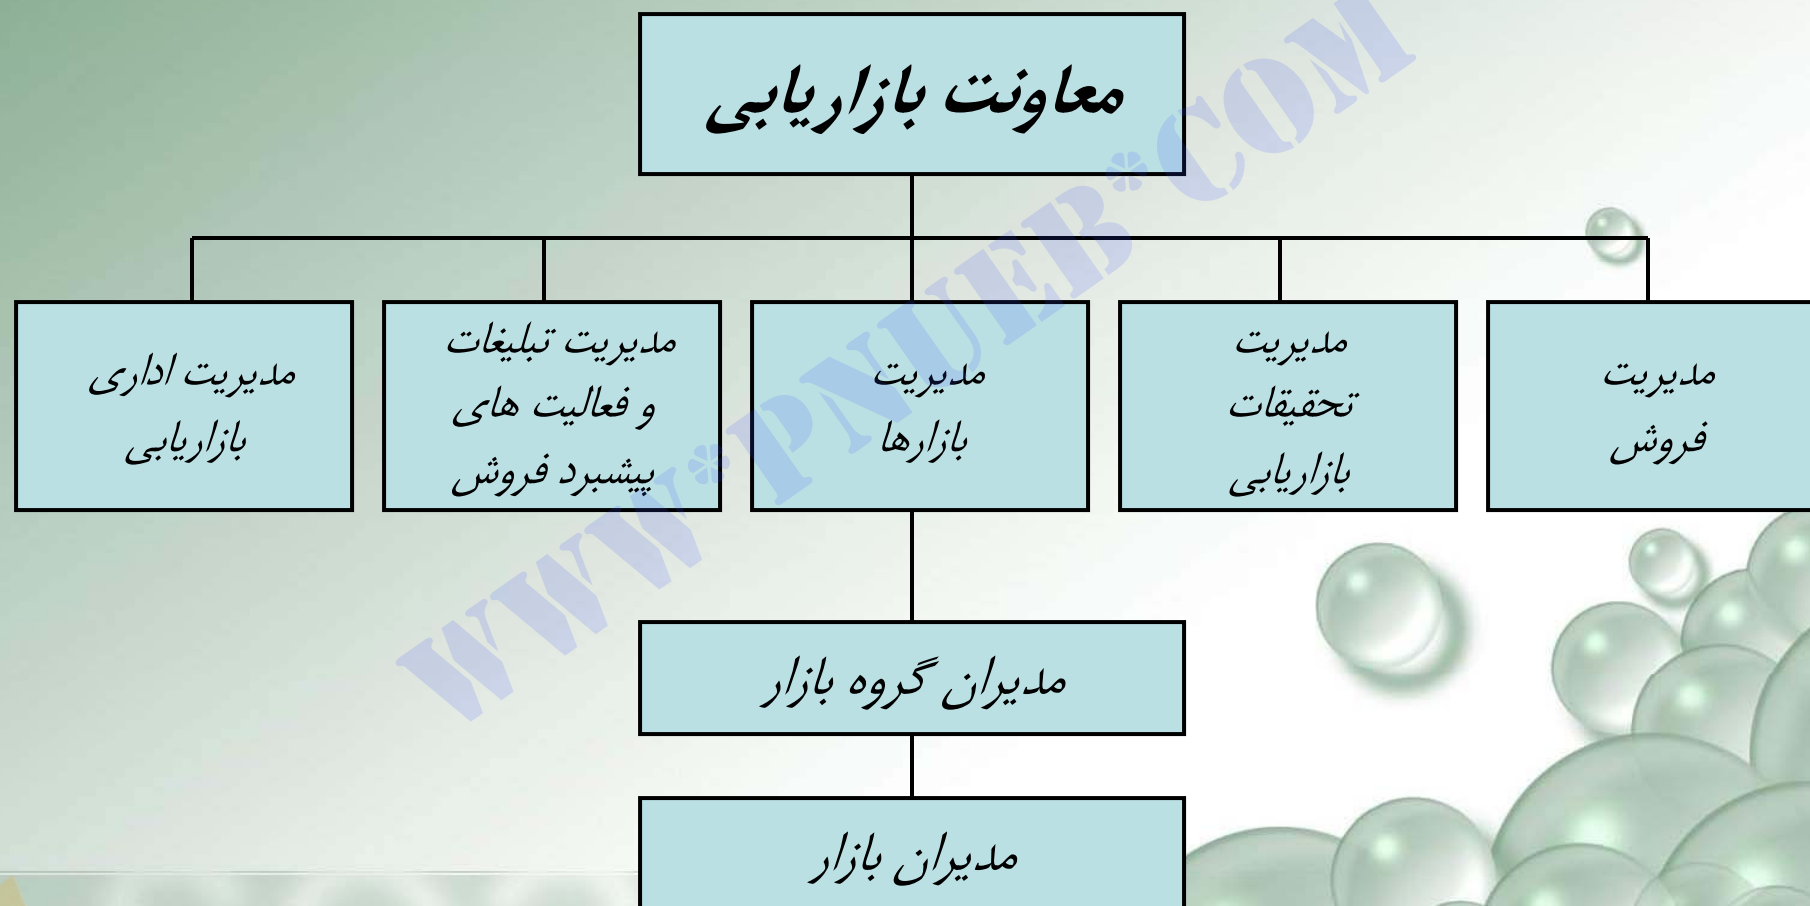 معاونت بازاریابی
مدیریت
فروش
مدیریت
تحقیقات
بازاریابی
مدیریت
بازارها
مدیریت تبلیغات
و فعالیت های
پیشبرد فروش
مدیریت اداری
بازاریابی
مدیران گروه بازار
مدیران بازار
WWW*PNUEB*COM